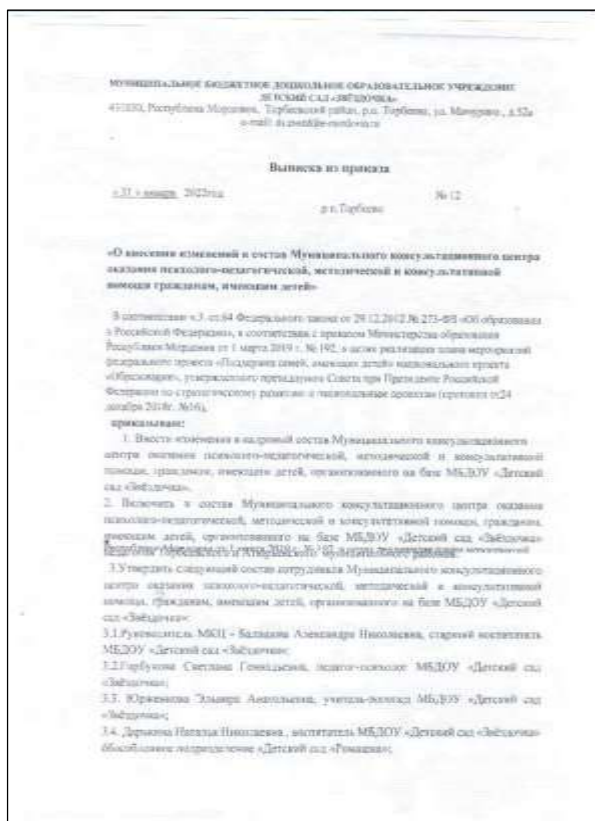 МУНИЦИПАЛЬНОЕ БЮДЖЕТНОЕ ДОШКОЛЬНОЕ ОБРАЗОВАТЕЛЬНОЕ УЧРЕЖДЕНИЕ
ДЕТСКИЙ САД «ЗВЁЗДОЧКА»
Республика Мордовия, Торбеевский район, р.п. Торбеево, ул. Мичурина, д.52а
e-mail:
Выписка из приказа
« 31 » января 2022год № 12
р.п.Торбеево
«О внесении изменений в состав Муниципального консультационного центра
оказания психолого-педагогической, методической и консультативной
помощи гражданам, имеющим детей»
В соответствии ч.3. ст.64 Федерального закона от 29.12.2012 № 273-ФЗ «Об образовании
в Российской Федерации», в соответствии с приказом Министерства образования
Республики Мордовия от 1 марта 2019 г. № 192, в целях реализации плана мероприятий
федерального проекта «Поддержка семей, имеющих детей» национального проекта
«Образование», утвержденного президиумом Совета при Президенте Российской
Федерации по стратегическому развитию и национальным проектам (протокол от24
декабря 2018г. №16),
приказываю:
1. Внести изменения в кадровый состав Муниципального консультационного
центра оказания психолого-педагогической, методической и консультативной
помощи, гражданам, имеющим детей, организованного на базе МБДОУ «Детский
сад «Звёздочка».
2. Включить в состав Муниципального консультационного центра оказания
психолого-педагогической, методической и консультативной помощи, гражданам,
имеющим детей, организованного на базе МБДОУ «Детский сад «Звёздочка»
3.Утвердить следующий состав сотрудников Муниципального консультационного
центра оказания психолого-педагогической, методической и консультативной
помощи, гражданам, имеющим детей, организованного на базе МБДОУ «Детский
сад «Звёздочка»:
3.1.Руководитель МКЦ - Александра Николаевна, старший воспитатель
МБДОУ «Детский сад «Звёздочка»;
3.2.Горбунова Светлана Геннадьевна, педагог-психолог МБДОУ «Детский сад
«Звёздочка»;
3.3. Эльвира Анатольевна, учитель-логопед МБДОУ «Детский сад
«Звёздочка»;
3.4. Наталья Николаевна, воспитатель МБДОУ «Детский сад «Звёздочка»
обособленное подразделение «Детский сад «Ромашка»;